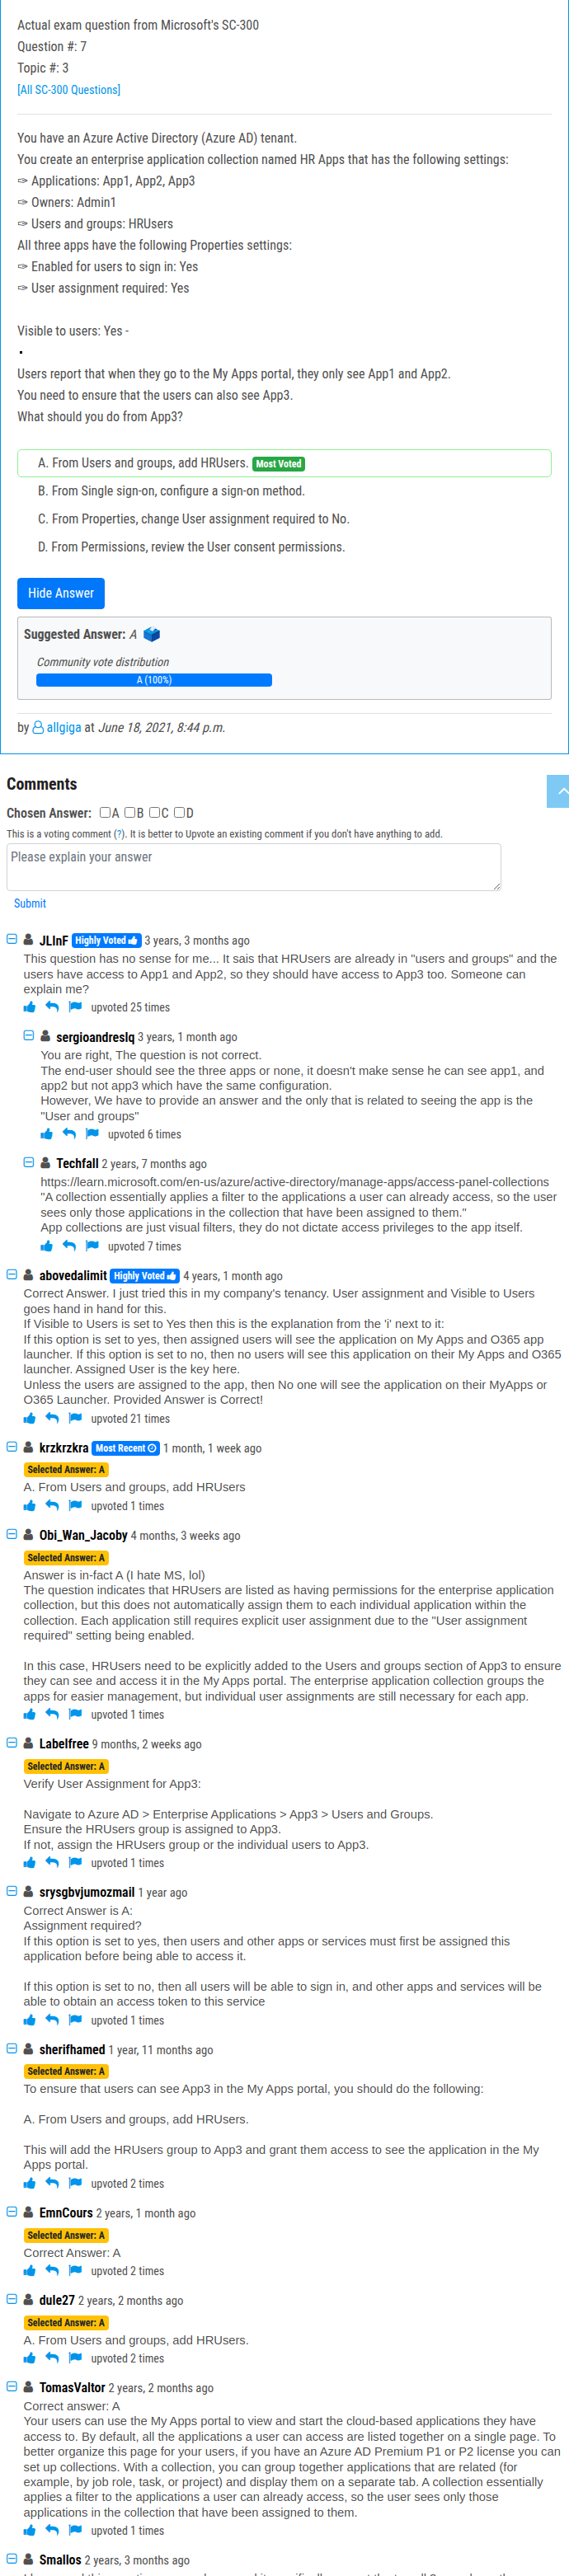 Actual exam question from Microsoft's SC-300
Question #: 7
Topic #: 3
[All SC-300 Questions]
You have an Azure Active Directory (Azure AD) tenant.
You create an enterprise application collection named HR Apps that has the following settings:
✑ Applications: App1, App2, App3
✑ Owners: Admin1
✑ Users and groups: HRUsers
All three apps have the following Properties settings:
✑ Enabled for users to sign in: Yes
✑ User assignment required: Yes
Visible to users: Yes -
▪
Users report that when they go to the My Apps portal, they only see App1 and App2.
You need to ensure that the users can also see App3.
What should you do from App3?
A. From Users and groups, add HRUsers. Most Voted
B. From Single sign-on, configure a sign-on method.
C. From Properties, change User assignment required to No.
D. From Permissions, review the User consent permissions.
Hide Answer
Suggested Answer: A
Community vote distribution
A (100%)
by allgiga at June 18, 2021, 8:44 p.m.
Comments
Chosen Answer: A B C D
This is a voting comment (?). It is better to Upvote an existing comment if you don't have anything to add.
Please explain your answer
Submit
JLInF Highly Voted 3 years, 3 months ago
This question has no sense for me... It sais that HRUsers are already in "users and groups" and the
users have access to App1 and App2, so they should have access to App3 too. Someone can
explain me?
upvoted 25 times
sergioandreslq 3 years, 1 month ago
You are right, The question is not correct.
The end-user should see the three apps or none, it doesn't make sense he can see app1, and
app2 but not app3 which have the same configuration.
However, We have to provide an answer and the only that is related to seeing the app is the
"User and groups"
upvoted 6 times
Techfall 2 years, 7 months ago
https://learn.microsoft.com/en-us/azure/active-directory/manage-apps/access-panel-collections
"A collection essentially applies a filter to the applications a user can already access, so the user
sees only those applications in the collection that have been assigned to them."
App collections are just visual filters, they do not dictate access privileges to the app itself.
upvoted 7 times
abovedalimit Highly Voted 4 years, 1 month ago
Correct Answer. I just tried this in my company's tenancy. User assignment and Visible to Users
goes hand in hand for this.
If Visible to Users is set to Yes then this is the explanation from the 'i' next to it:
If this option is set to yes, then assigned users will see the application on My Apps and O365 app
launcher. If this option is set to no, then no users will see this application on their My Apps and O365
launcher. Assigned User is the key here.
Unless the users are assigned to the app, then No one will see the application on their MyApps or
O365 Launcher. Provided Answer is Correct!
upvoted 21 times
krzkrzkra Most Recent 1 month, 1 week ago
Selected Answer: A
A. From Users and groups, add HRUsers
upvoted 1 times
Obi_Wan_Jacoby 4 months, 3 weeks ago
Selected Answer: A
Answer is in-fact A (I hate MS, lol)
The question indicates that HRUsers are listed as having permissions for the enterprise application
collection, but this does not automatically assign them to each individual application within the
collection. Each application still requires explicit user assignment due to the "User assignment
required" setting being enabled.
In this case, HRUsers need to be explicitly added to the Users and groups section of App3 to ensure
they can see and access it in the My Apps portal. The enterprise application collection groups the
apps for easier management, but individual user assignments are still necessary for each app.
upvoted 1 times
Labelfree 9 months, 2 weeks ago
Selected Answer: A
Verify User Assignment for App3:
Navigate to Azure AD > Enterprise Applications > App3 > Users and Groups.
Ensure the HRUsers group is assigned to App3.
If not, assign the HRUsers group or the individual users to App3.
upvoted 1 times
srysgbvjumozmail 1 year ago
Correct Answer is A:
Assignment required?
If this option is set to yes, then users and other apps or services must first be assigned this
application before being able to access it.
If this option is set to no, then all users will be able to sign in, and other apps and services will be
able to obtain an access token to this service
upvoted 1 times
sherifhamed 1 year, 11 months ago
Selected Answer: A
To ensure that users can see App3 in the My Apps portal, you should do the following:
A. From Users and groups, add HRUsers.
This will add the HRUsers group to App3 and grant them access to see the application in the My
Apps portal.
upvoted 2 times
EmnCours 2 years, 1 month ago
Selected Answer: A
Correct Answer: A
upvoted 2 times
dule27 2 years, 2 months ago
Selected Answer: A
A. From Users and groups, add HRUsers.
upvoted 2 times
TomasValtor 2 years, 2 months ago
Correct answer: A
Your users can use the My Apps portal to view and start the cloud-based applications they have
access to. By default, all the applications a user can access are listed together on a single page. To
better organize this page for your users, if you have an Azure AD Premium P1 or P2 license you can
set up collections. With a collection, you can group together applications that are related (for
example, by job role, task, or project) and display them on a separate tab. A collection essentially
applies a filter to the applications a user can already access, so the user sees only those
applications in the collection that have been assigned to them.
upvoted 1 times
Smallos 2 years, 3 months ago